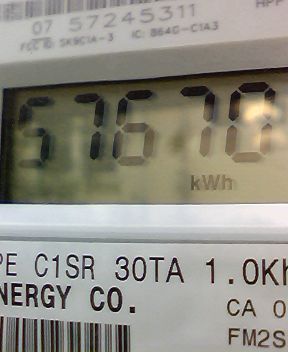 07 57245311
FCC ID: SK9C1A-3 IC: 864G-C1A3
57670
kWh
PE C1SR 30TA 1.0Kh
NERGY CO.
CA 0
FM2S